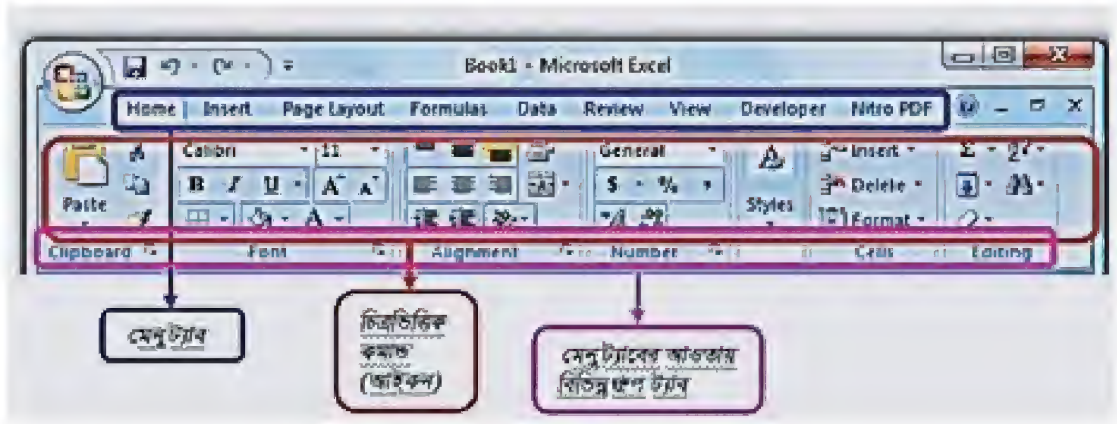 Book1 - Microsoft Excel
Home Insert Page Layout Formulas Data Review View Developer Nitro PDF
Calibri 11 General Insert
B I U A A $ % , Delete
Paste Styles
A Format
Clipboard Font Alignment Number Cells Editing
মেনুট্যাব
চিত্রভিত্তিক
কমান্ড
(আইকন)
মেনুট্যাবের আওতায়
বিভিন্ন গ্রুপ ট্যাব